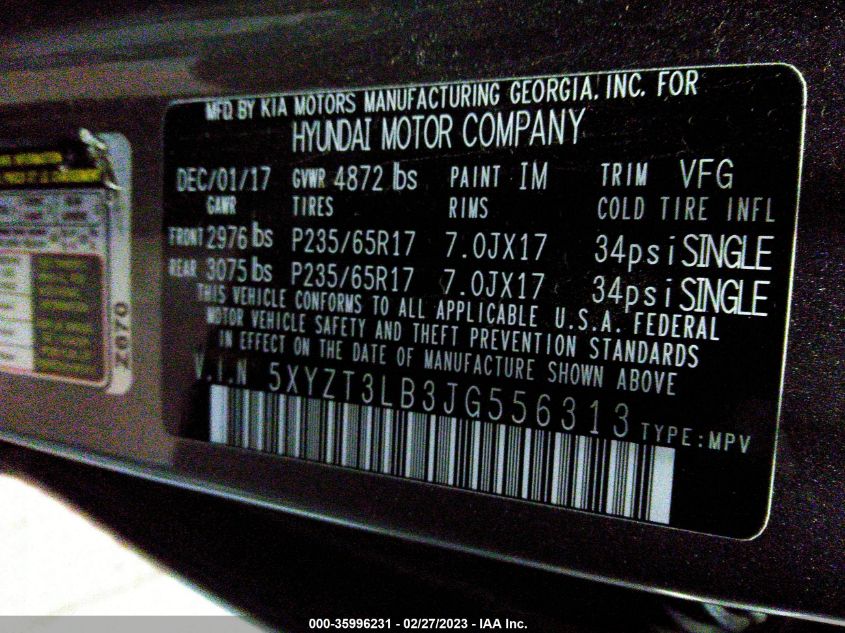 MFD. BY KIA MOTORS MANUFACTURING GEORGIA, INC. FOR
HYUNDAI MOTOR COMPANY
DEC/01/17 GVWR 4872 lbs PAINT IM TRIM VFG
GAWR TIRES RIMS COLD TIRE INFL
FRONT 2976 lbs P235/65R17 7.0JX17 34psi SINGLE
REAR 3075 lbs P235/65R17 7.0JX17 34psi SINGLE
THIS VEHICLE CONFORMS TO ALL APPLICABLE U.S.A. FEDERAL
MOTOR VEHICLE SAFETY AND THEFT PREVENTION STANDARDS
IN EFFECT ON THE DATE OF MANUFACTURE SHOWN ABOVE
V.I.N 5XYZT3LB3JG556313 TYPE:MPV
Z670
000-35996231 - 02/27/2023 - IAA Inc.